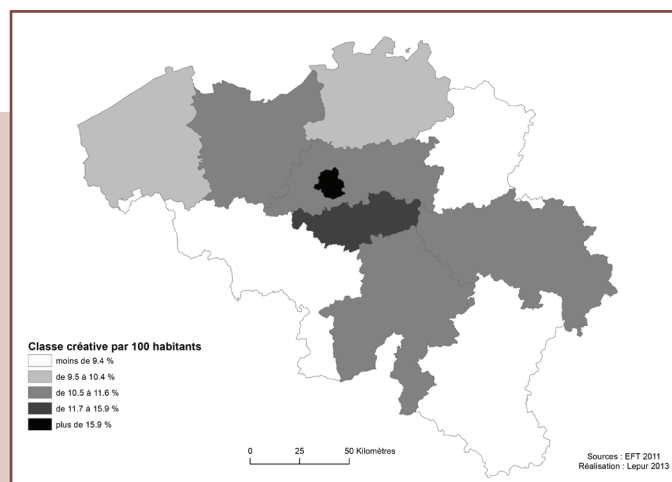 Classe créative par 100 habitants
moins de 9.4 %
de 9.5 à 10.4 %
de 10.5 à 11.6 %
de 11.7 à 15.9 %
plus de 15.9 %
0 25 50 Kilomètres
Sources : EFT 2011
Réalisation : Lepur 2013